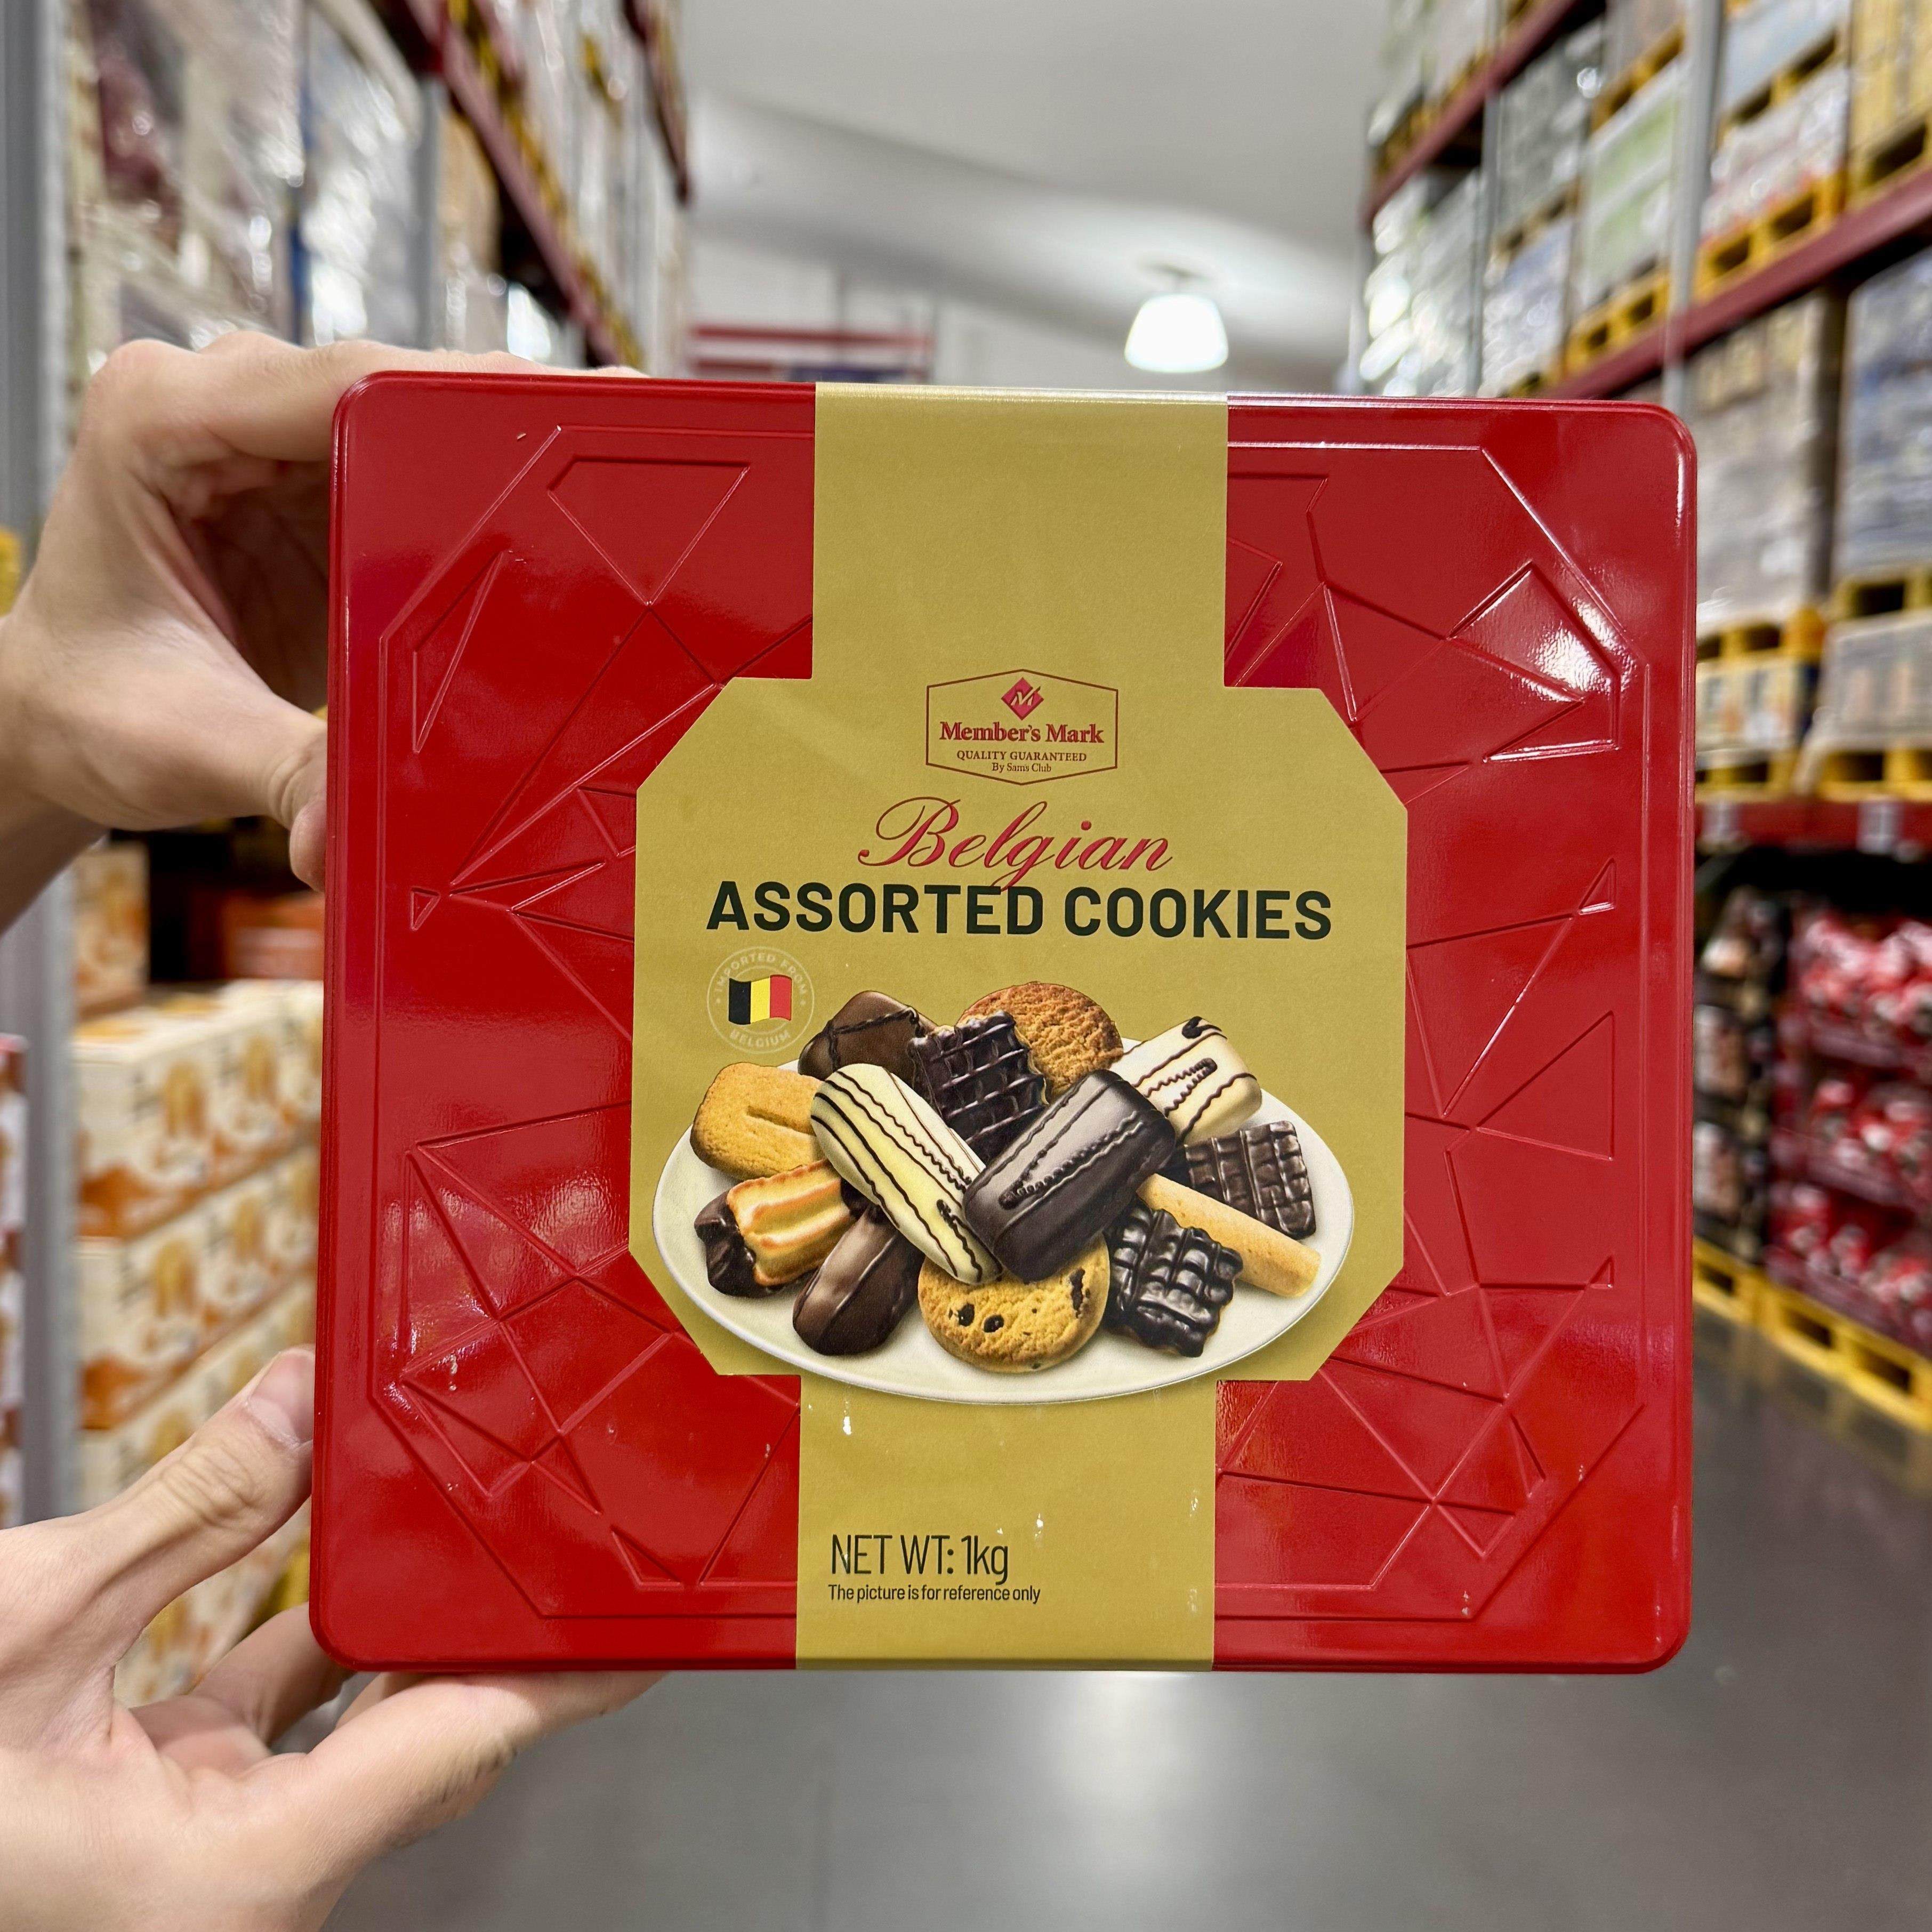 Member's Mark
QUALITY GUARANTEED
By Sam's Club
Belgian
ASSORTED COOKIES
IMPORTED FROM
BELGIUM
NET WT: 1kg
The picture is for reference only